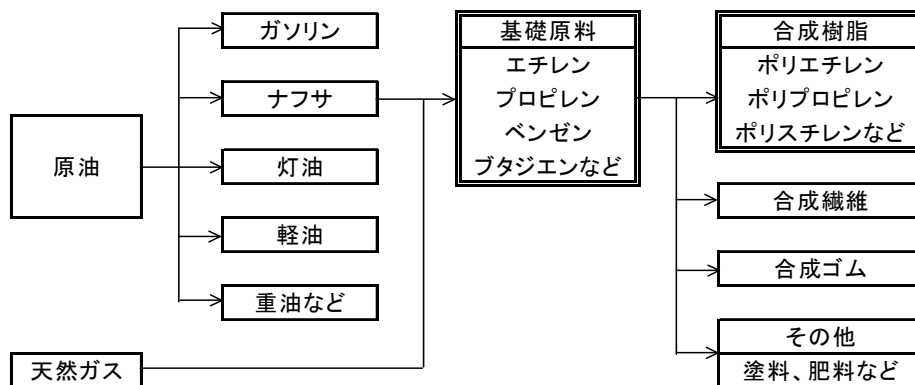 原油
天然ガス
ガソリン
ナフサ
灯油
軽油
重油など
基礎原料
エチレン
プロピレン
ベンゼン
ブタジエンなど
合成樹脂
ポリエチレン
ポリプロピレン
ポリスチレンなど
合成繊維
合成ゴム
その他
塗料、肥料など